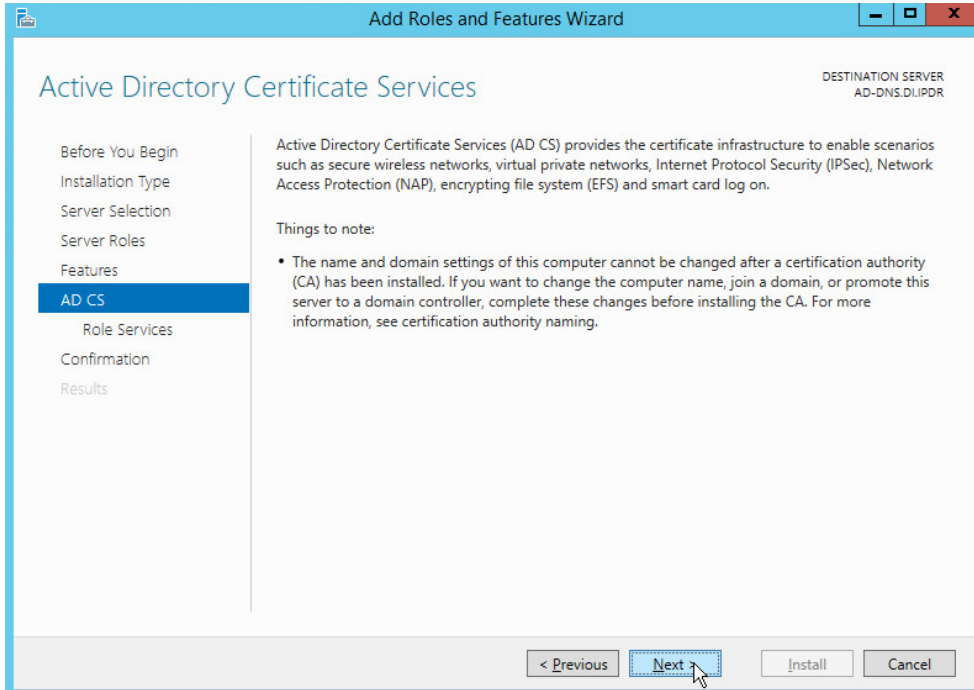 Add Roles and Features Wizard
X
Active Directory Certificate Services
DESTINATION SERVER
AD-DNS.DI.IPDR
Before You Begin
Installation Type
Server Selection
Server Roles
Features
AD CS
Role Services
Confirmation
Results
Active Directory Certificate Services (AD CS) provides the certificate infrastructure to enable scenarios
such as secure wireless networks, virtual private networks, Internet Protocol Security (IPSec), Network
Access Protection (NAP), encrypting file system (EFS) and smart card log on.
Things to note:
• The name and domain settings of this computer cannot be changed after a certification authority
(CA) has been installed. If you want to change the computer name, join a domain, or promote this
server to a domain controller, complete these changes before installing the CA. For more
information, see certification authority naming.
< Previous
Next >
Install
Cancel